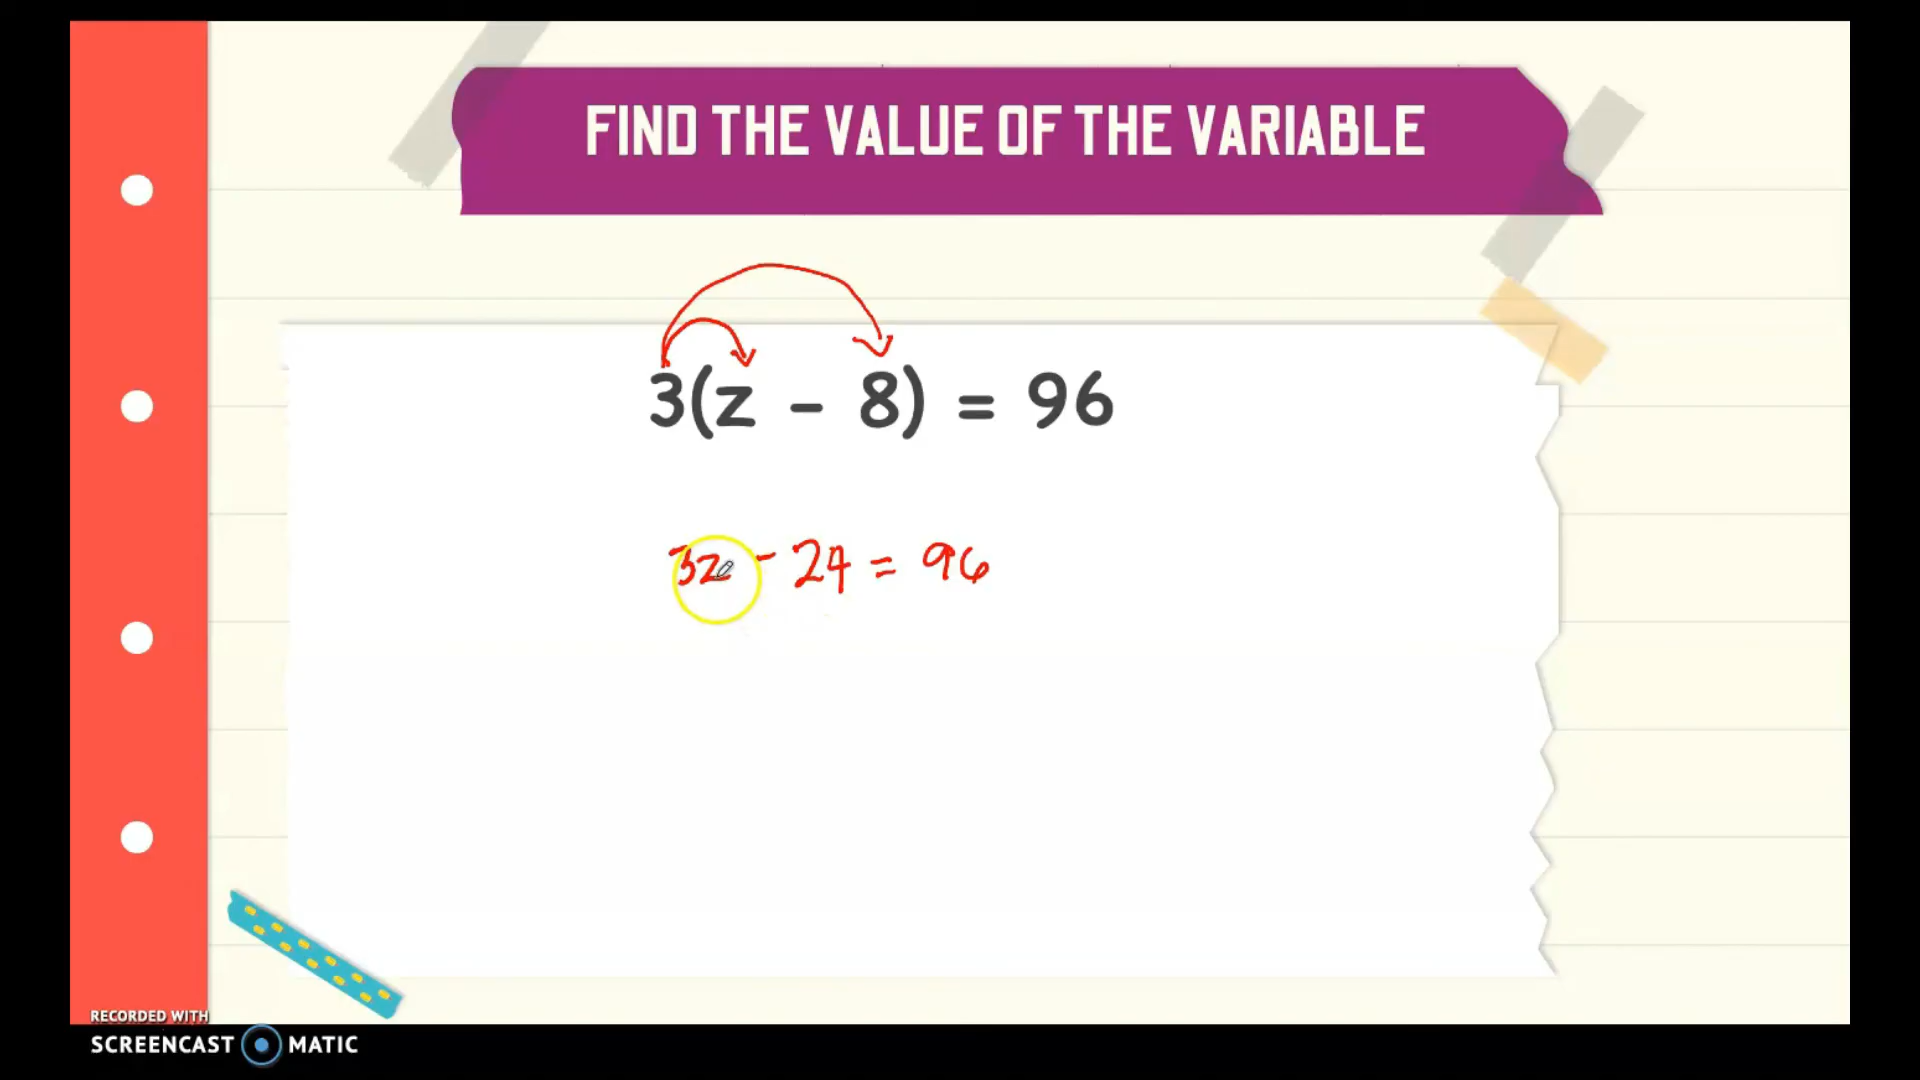 FIND THE VALUE OF THE VARIABLE
3(z - 8) = 96
3z - 24 = 96
RECORDED WITH
SCREENCAST MATIC